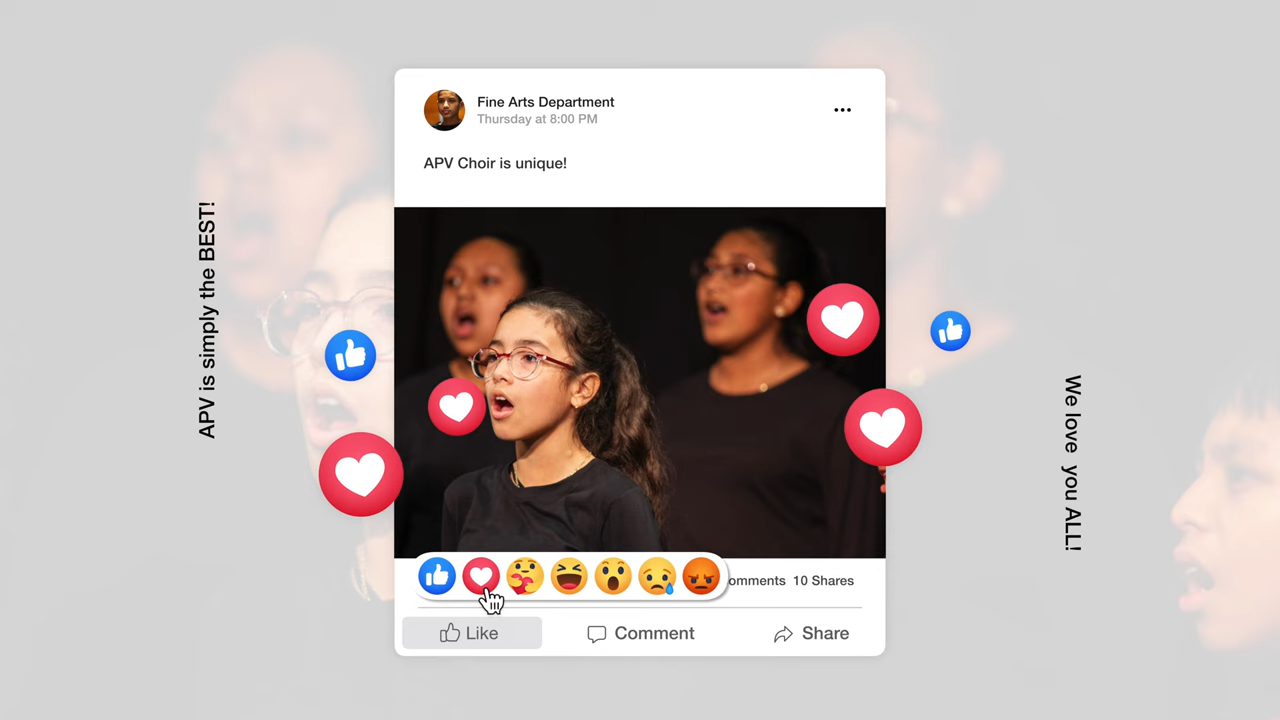 Fine Arts Department
Thursday at 8:00 PM
APV Choir is unique!
APV is simply the BEST!
We love you ALL!
10 Shares
Like
Comment
Share